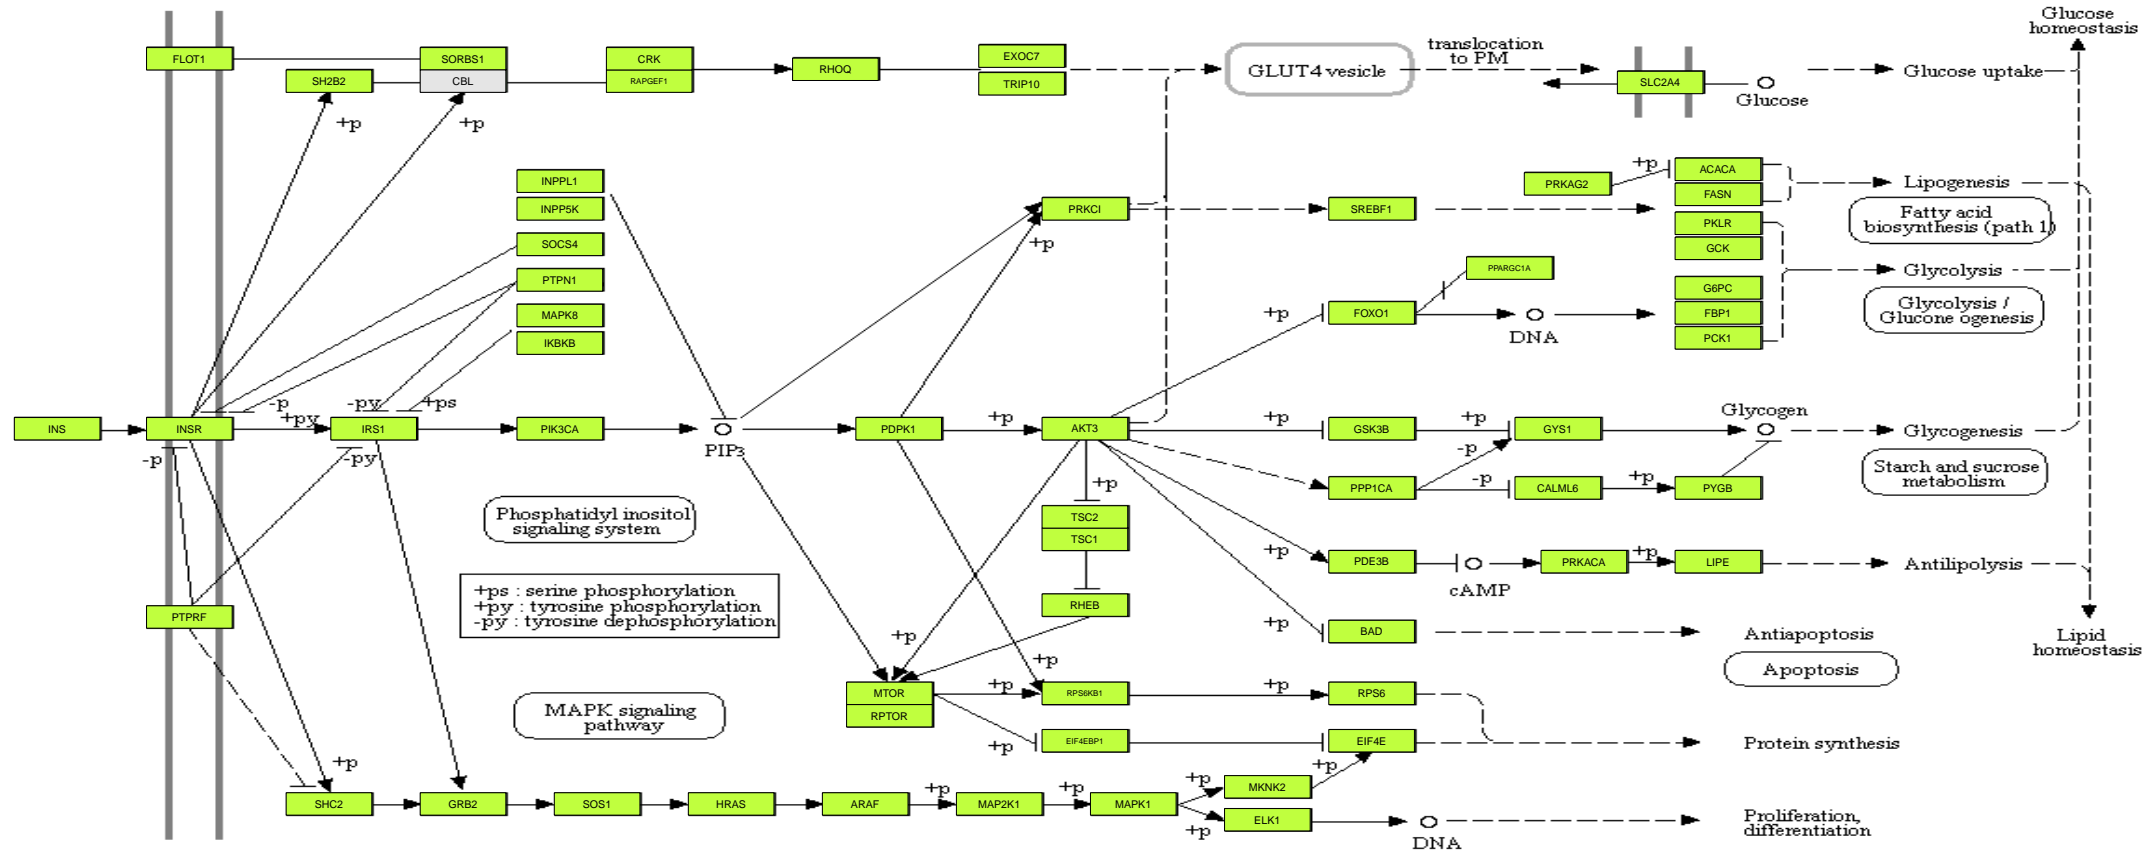 Glucose
homeostasis
FLOT1
SORBS1
CRK
EXOC7
translocation
to PM
SH2B2
CBL
RAPGEF1
RHOQ
TRIP10
GLUT4 vesicle
SLC2A4
Glucose
Glucose uptake
+p
+p
INPPL1
INPP5K
SOCS4
PTPN1
MAPK8
IKBKB
PRKCI
+p
SREBF1
PRKAG2
+p
ACACA
FASN
PKLR
GCK
Lipogenesis
Fatty acid
biosynthesis (path 1)
PPARGC1A
Glycolysis
G6PC
FBP1
PCK1
Glycolysis /
Glucone ogenesis
+p
FOXO1
DNA
-p
-py
+ps
INS
INSR
+py
IRS1
PIK3CA
PIP3
PDPK1
+p
AKT3
+p
GSK3B
+p
GYS1
Glycogen
Glycogenesis
-p
-py
-p
Starch and sucrose
metabolism
PPP1CA
-p
CALML6
+p
PYGB
+p
Phosphatidyl inositol
signaling system
TSC2
TSC1
+p
PDE3B
cAMP
PRKACA
+p
LIPE
Antilipolysis
+ps : serine phosphorylation
+py : tyrosine phosphorylation
-py : tyrosine dephosphorylation
RHEB
PTPRF
+p
+p
BAD
Antiapoptosis
Apoptosis
Lipid
homeostasis
+p
MTOR
RPTOR
+p
RPS6KB1
+p
RPS6
MAPK signaling
pathway
+p
EIF4EBP1
EIF4E
Protein synthesis
+p
+p
SHC2
GRB2
SOS1
HRAS
ARAF
+p
MAP2K1
+p
MAPK1
+p
MKNK2
+p
ELK1
DNA
Proliferation,
differentiation